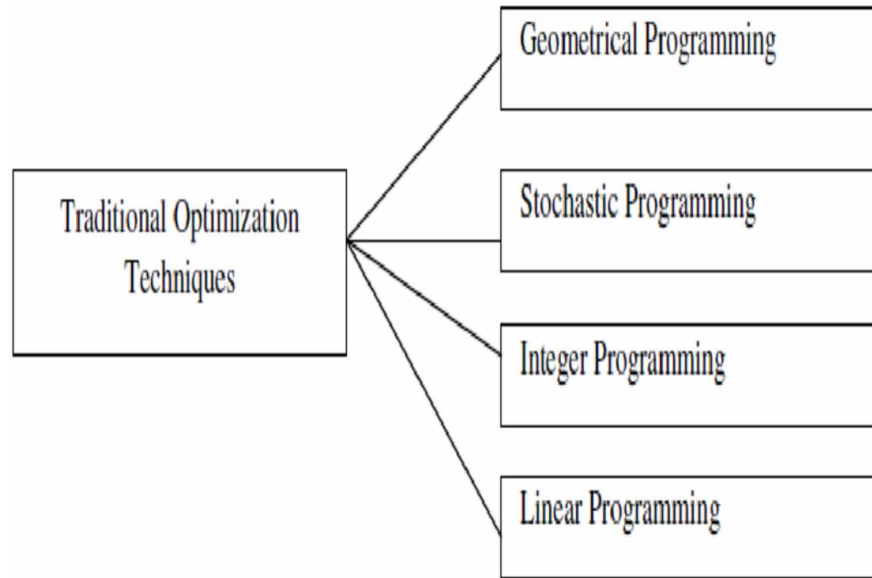 Geometrical Programming
Traditional Optimization
Techniques
Stochastic Programming
Integer Programming
Linear Programming